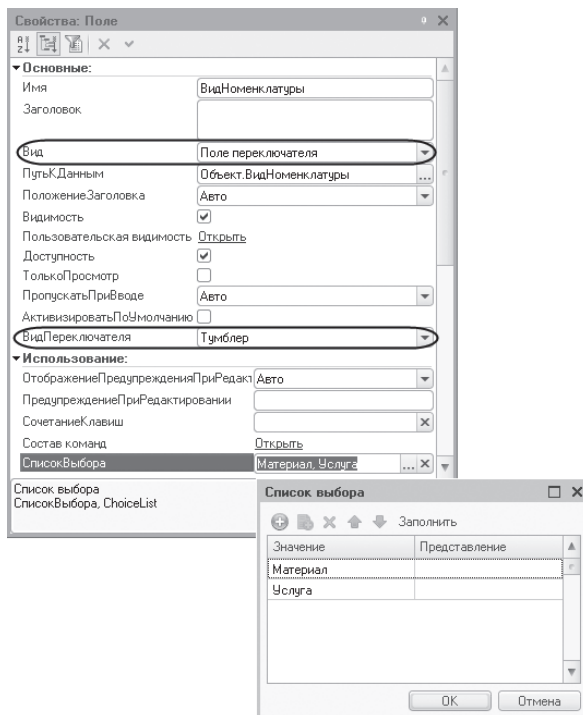 Свойства: Поле
Основные:
Имя ВидНоменклатуры
Заголовок
Вид Поле переключателя
ПутьКДанным Объект.ВидНоменклатуры ...
ПоложениеЗаголовка Авто
Видимость
Пользовательская видимость Открыть
Доступность
ТолькоПросмотр
ПропускатьПриВводе Авто
АктивизироватьПоУмолчанию
ВидПереключателя Тумблер
Использование:
ОтображениеПредупрежденияПриРедакт Авто
ПредупреждениеПриРедактировании
СочетаниеКлавиш
Состав команд Открыть
СписокВыбора Материал, Услуга ...
Список выбора
СписокВыбора, ChoiceList
Список выбора
Заполнить
Значение Представление
Материал
Услуга
OK Отмена